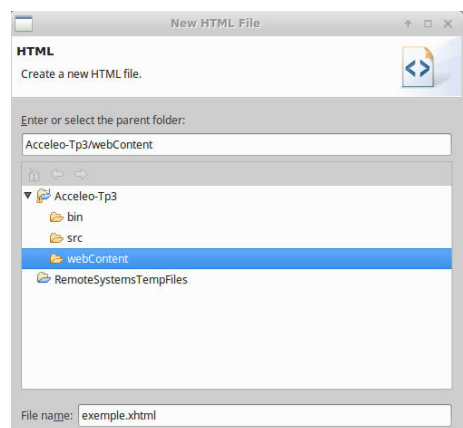 New HTML File
HTML
Create a new HTML file.
Enter or select the parent folder:
Acceleo-Tp3/webContent
Acceleo-Tp3
bin
src
webContent
RemoteSystemsTempFiles
File name: exemple.xhtml